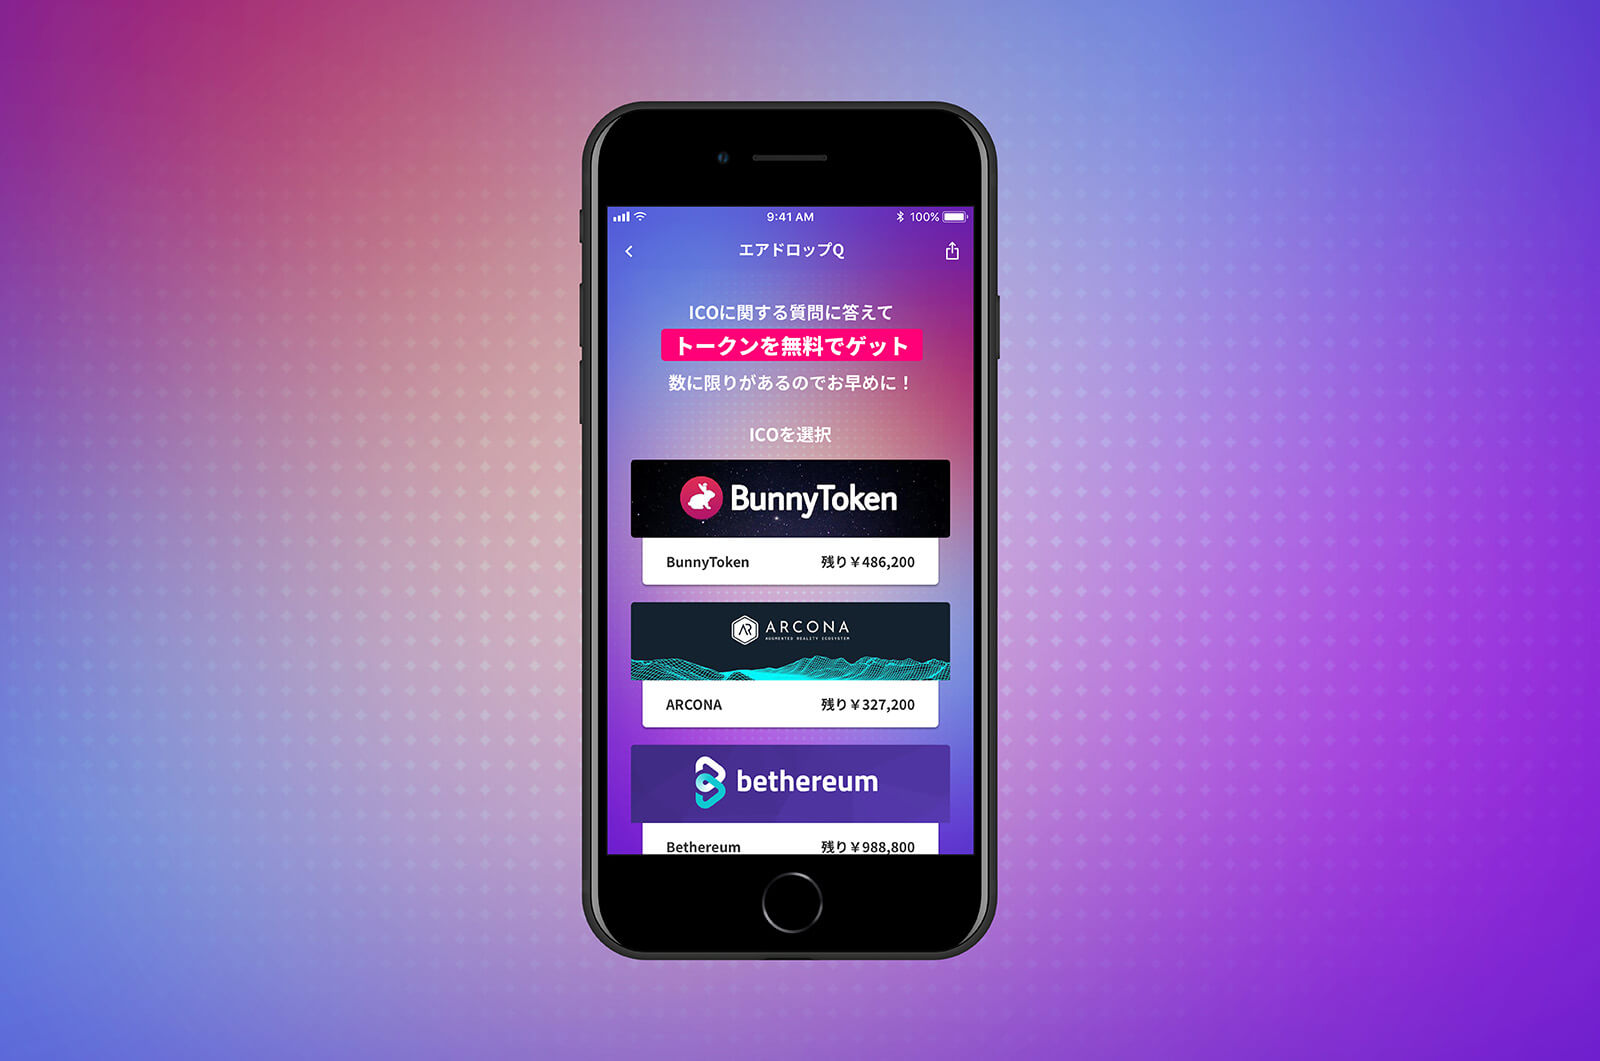 9:41 AM
100%
エアドロップQ
ICOに関する質問に答えて
トークンを無料でゲット
数に限りがあるのでお早めに！
ICOを選択
BunnyToken
BunnyToken 残り￥486,200
AR ARCONA
AUGMENTED REALITY ECOSYSTEM
ARCONA 残り￥327,200
bethereum
Bethereum 残り￥988,800